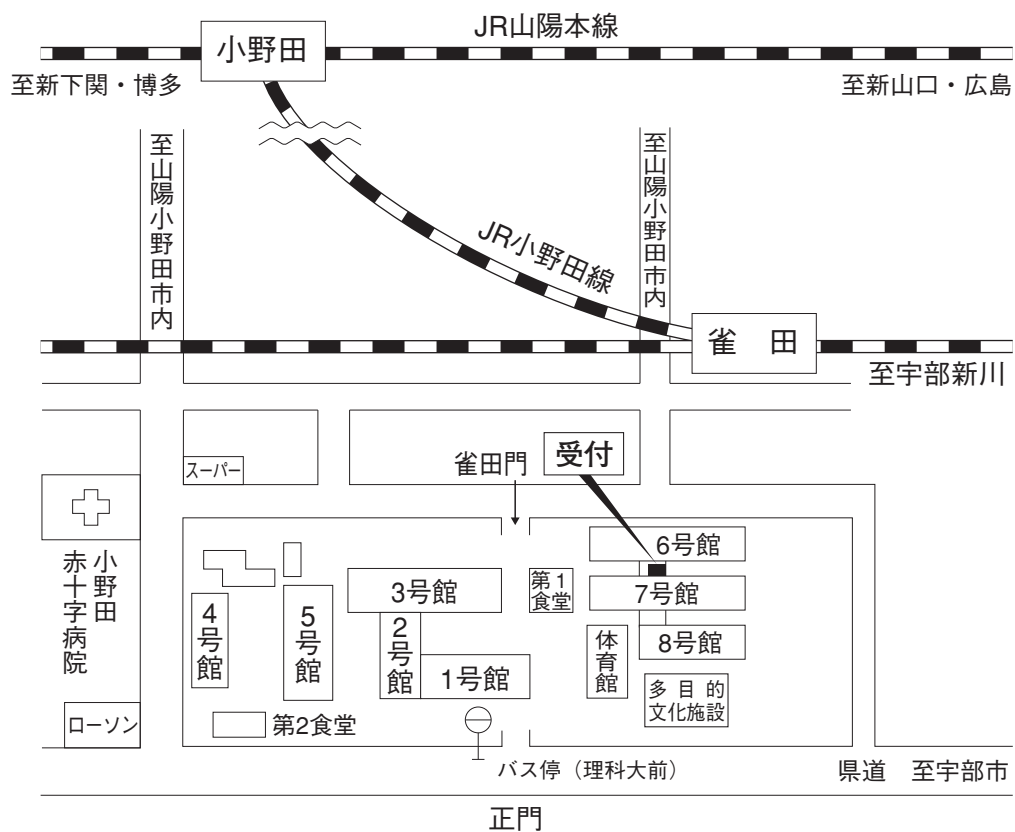 JR山陽本線
小野田
至新下関・博多
至新山口・広島
至山陽小野田市内
至山陽小野田市内
JR小野田線
雀　田
至宇部新川
スーパー
雀田門
受付
小野田
赤十字病院
ローソン
4号館
5号館
3号館
2号館
1号館
第2食堂
第1
食堂
6号館
7号館
8号館
体育館
多目的
文化施設
バス停（理科大前）
県道　至宇部市
正門